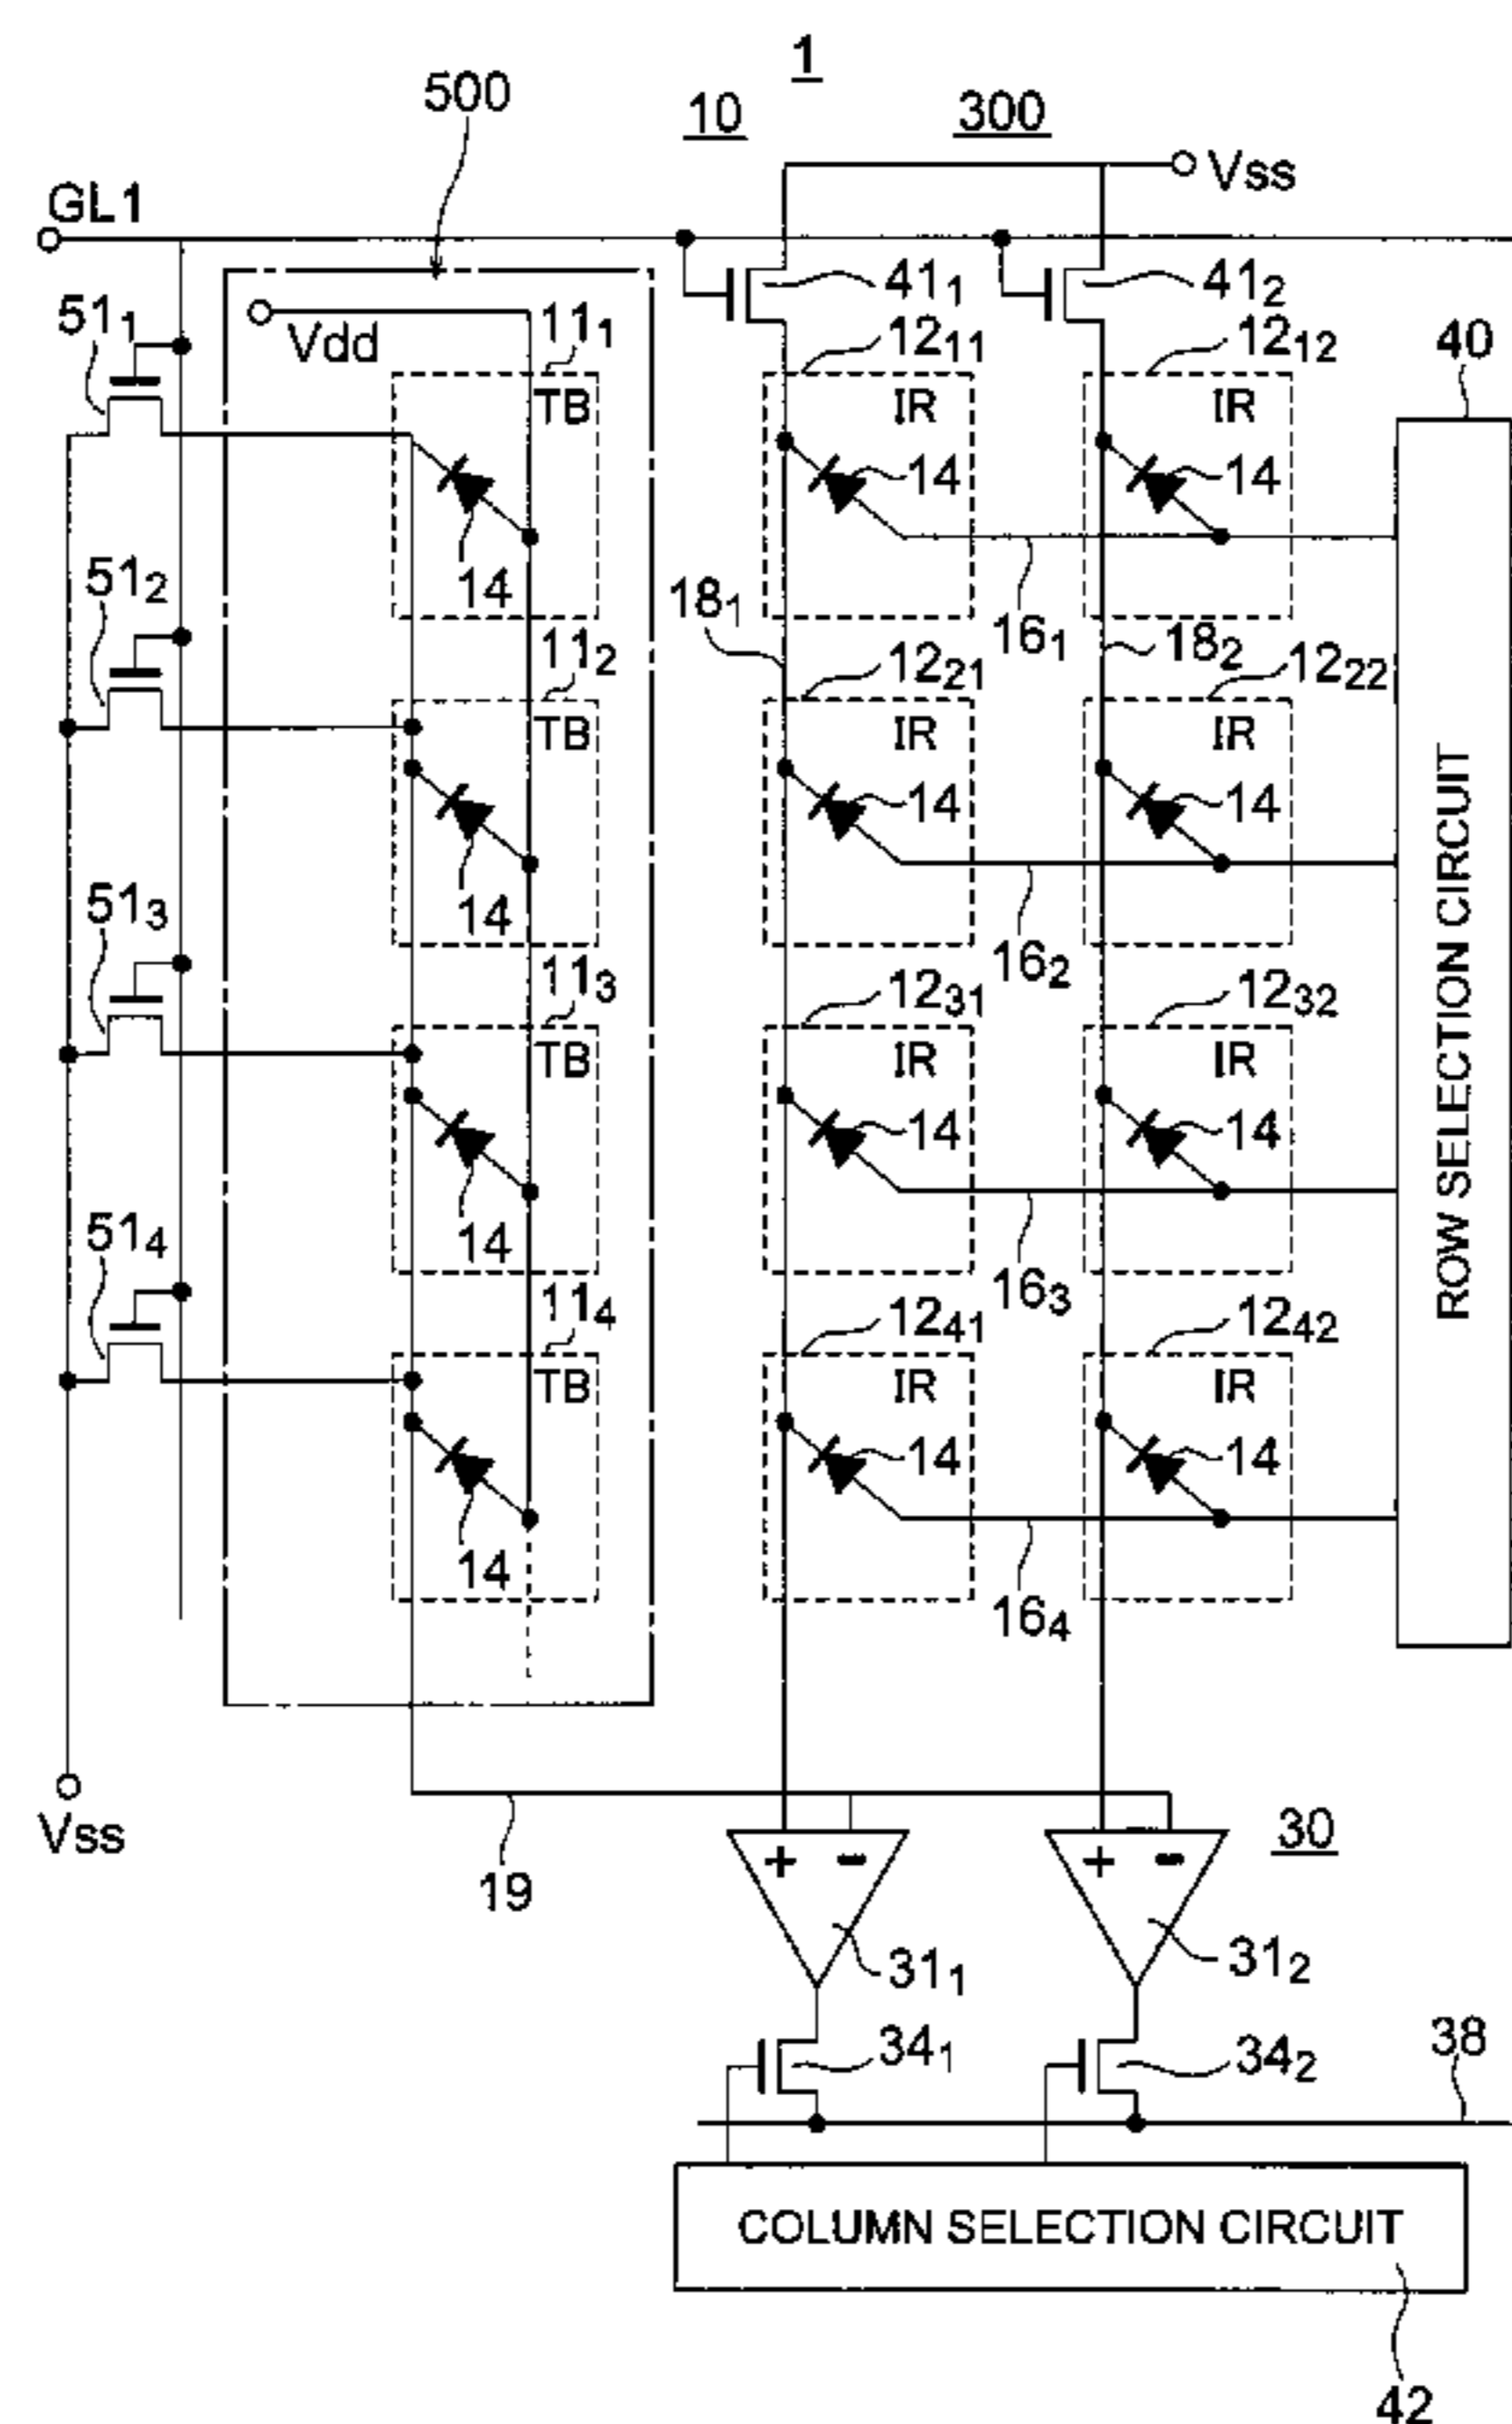 1
500
10
300
Vss
GL1
41₁
41₂
51₁
Vdd
11₁
12₁₁
12₁₂
40
TB
IR
IR
14
14
14
51₂
18₁
16₁
18₂
11₂
12₂₁
12₂₂
TB
IR
IR
14
14
14
ROW SELECTION CIRCUIT
51₃
16₂
11₃
12₃₁
12₃₂
TB
IR
IR
14
14
14
51₄
16₃
11₄
12₄₁
12₄₂
TB
IR
IR
14
14
14
16₄
Vss
30
+ -
+ -
19
31₁
31₂
34₁
34₂
38
COLUMN SELECTION CIRCUIT
42